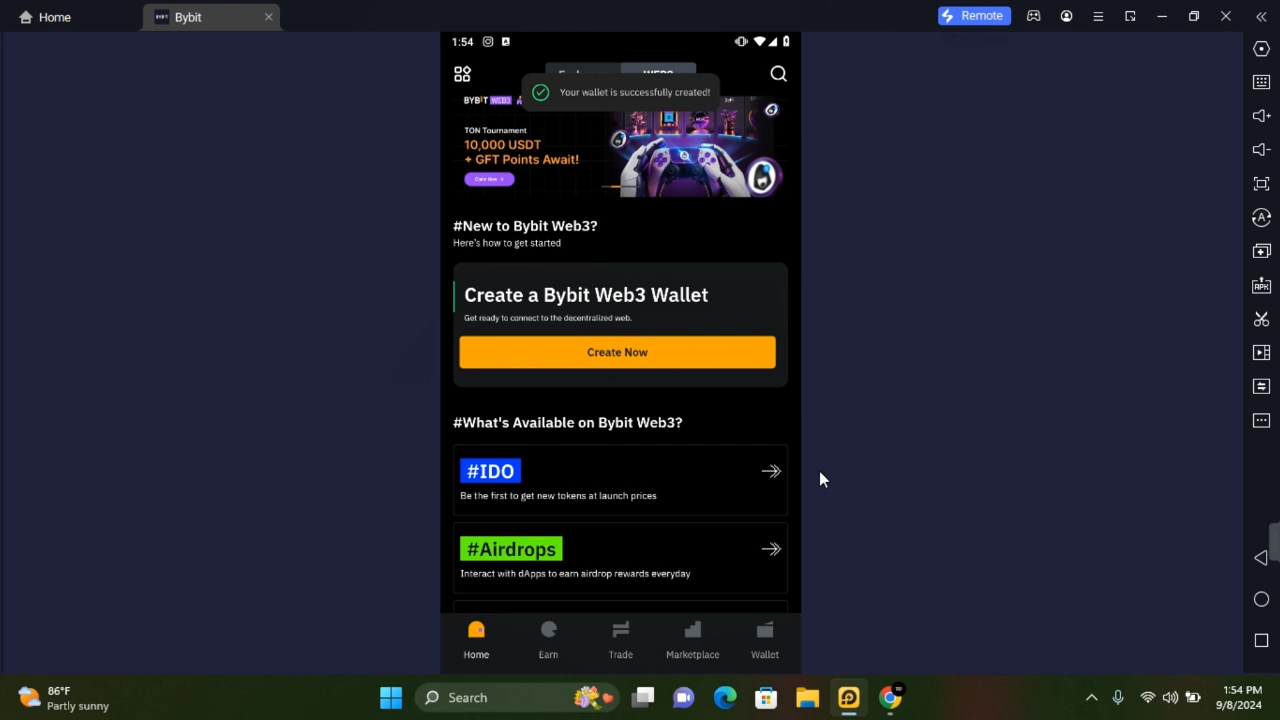 Home
Bybit
Remote
1:54
WEB3
Your wallet is successfully created!
BYBIT WEB3
TON Tournament
10,000 USDT
+ GFT Points Await!
Claim Now
#New to Bybit Web3?
Here's how to get started
Create a Bybit Web3 Wallet
Get ready to connect to the decentralized web.
Create Now
#What's Available on Bybit Web3?
#IDO
Be the first to get new tokens at launch prices
#Airdrops
Interact with dApps to earn airdrop rewards everyday
Home
Earn
Trade
Marketplace
Wallet
APK
86°F
Partly sunny
Search
1:54 PM
9/8/2024